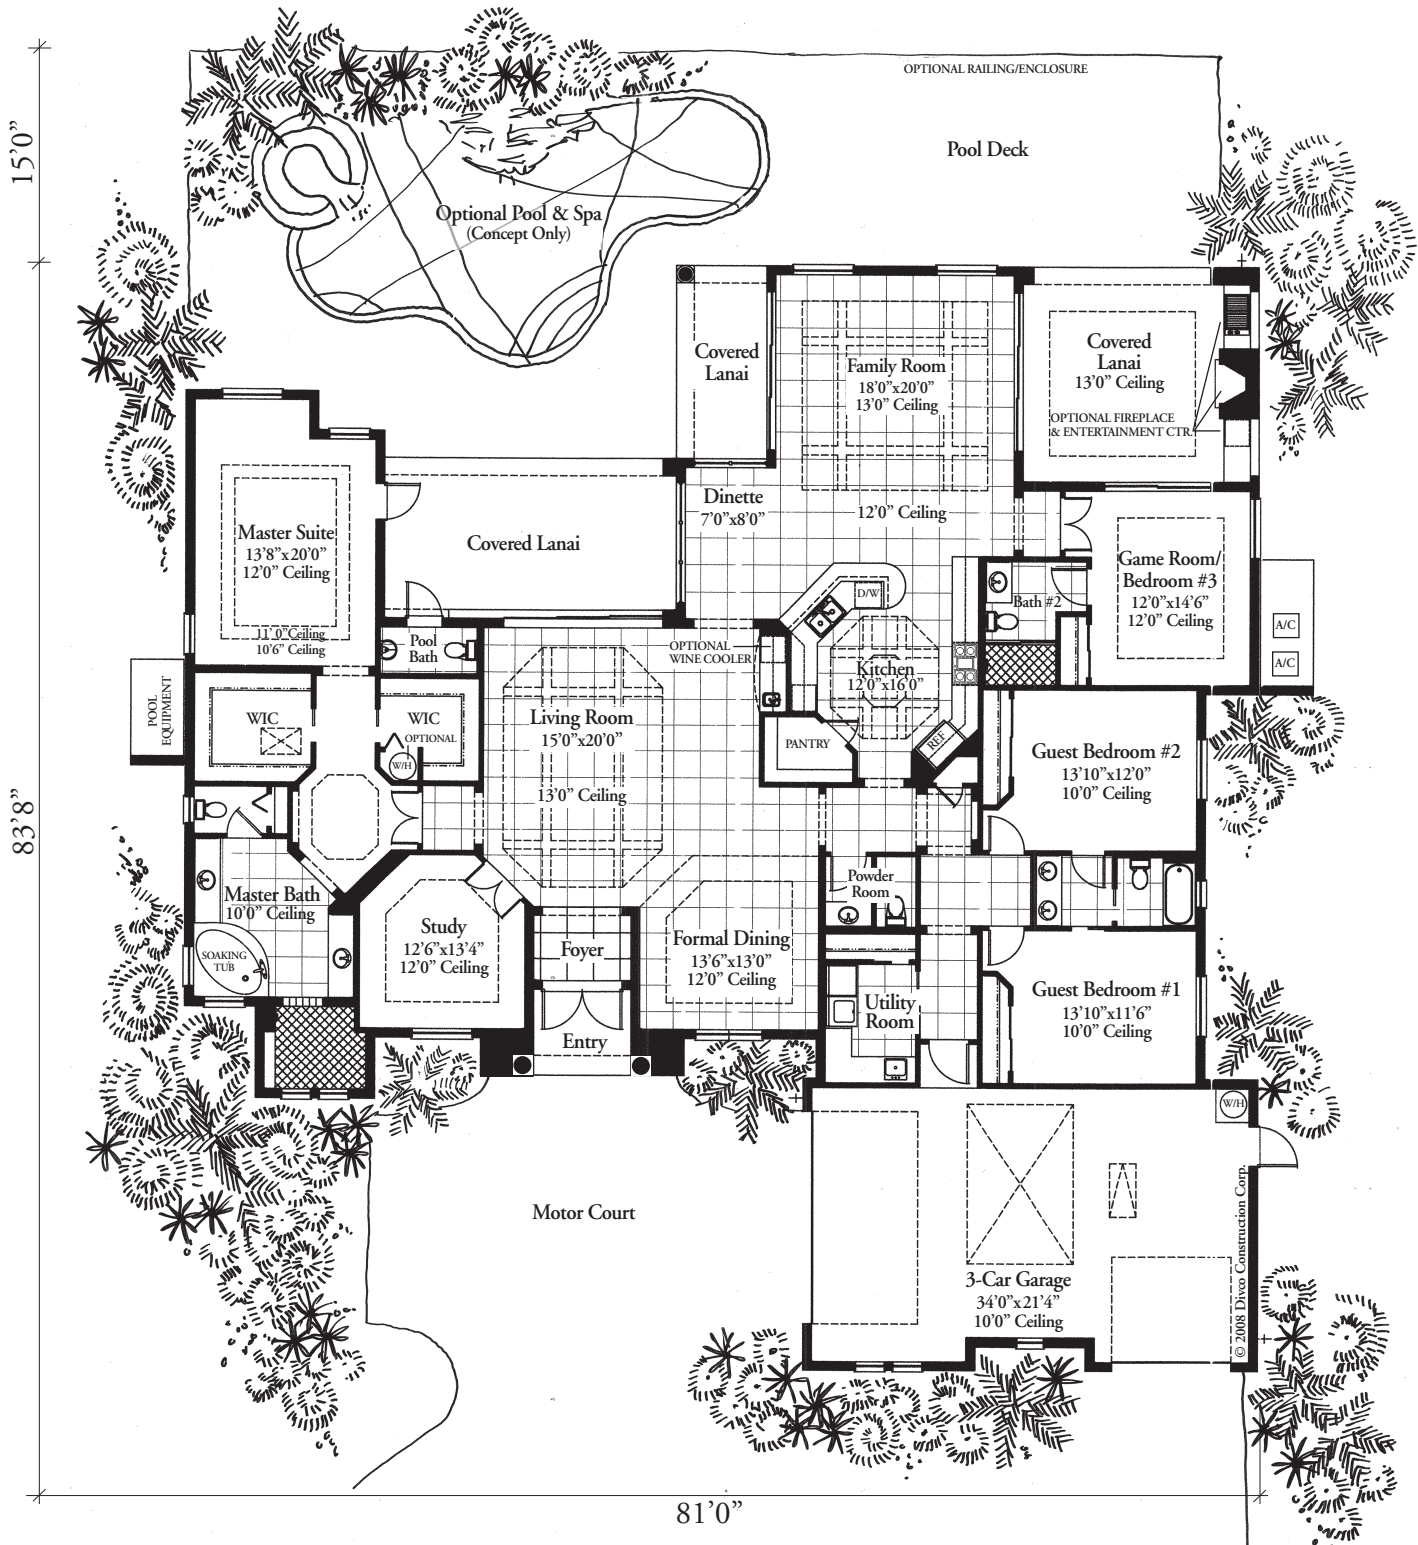 OPTIONAL RAILING/ENCLOSURE
15'0"
Pool Deck
Optional Pool & Spa
(Concept Only)
Covered
Lanai
Family Room
18'0"x20'0"
13'0" Ceiling
Covered
Lanai
13'0" Ceiling
OPTIONAL FIREPLACE
& ENTERTAINMENT CTR.
Dinette
7'0"x8'0"
12'0" Ceiling
Master Suite
13'8"x20'0"
12'0" Ceiling
11'0" Ceiling
10'6" Ceiling
Covered Lanai
Game Room/
Bedroom #3
12'0"x14'6"
12'0" Ceiling
D/W
Bath #2
A/C
A/C
Pool
Bath
OPTIONAL
WINE COOLER
Kitchen
12'0"x16'0"
POOL
EQUIPMENT
WIC
WIC
OPTIONAL
W/H
Living Room
15'0"x20'0"
13'0" Ceiling
PANTRY
REF
Guest Bedroom #2
13'10"x12'0"
10'0" Ceiling
83'8"
Master Bath
10'0" Ceiling
SOAKING
TUB
Study
12'6"x13'4"
12'0" Ceiling
Foyer
Entry
Formal Dining
13'6"x13'0"
12'0" Ceiling
Powder
Room
Utility
Room
Guest Bedroom #1
13'10"x11'6"
10'0" Ceiling
W/H
Motor Court
3-Car Garage
34'0"x21'4"
10'0" Ceiling
© 2008 Divco Construction Corp.
81'0"